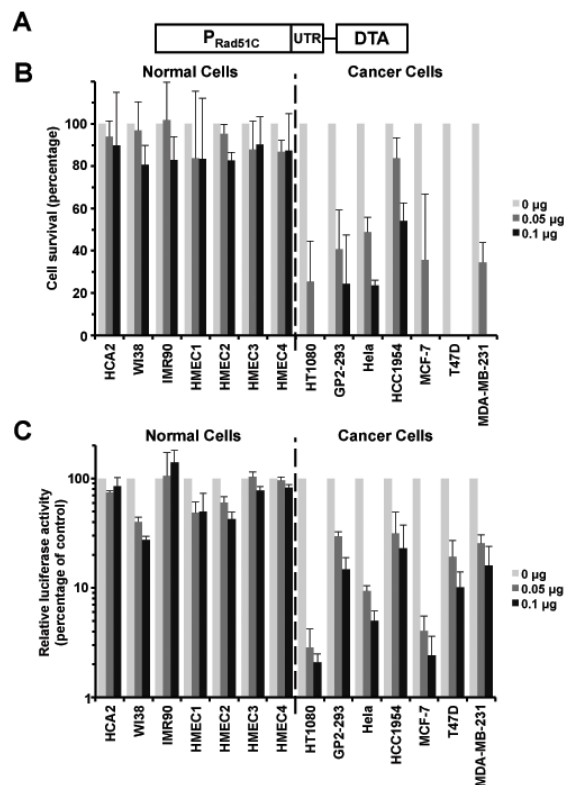 A
P_Rad51C UTR DTA
B
Normal Cells Cancer Cells
Cell survival (percentage)
120
100
80
60
40
20
0
0 µg
0.05 µg
0.1 µg
HCA2 WI38 IMR90 HMEC1 HMEC2 HMEC3 HMEC4 HT1080 GP2-293 Hela HCC1954 MCF-7 T47D MDA-MB-231
C
Normal Cells Cancer Cells
Relative luciferase activity
(percentage of control)
100
10
1
0 µg
0.05 µg
0.1 µg
HCA2 WI38 IMR90 HMEC1 HMEC2 HMEC3 HMEC4 HT1080 GP2-293 Hela HCC1954 MCF-7 T47D MDA-MB-231